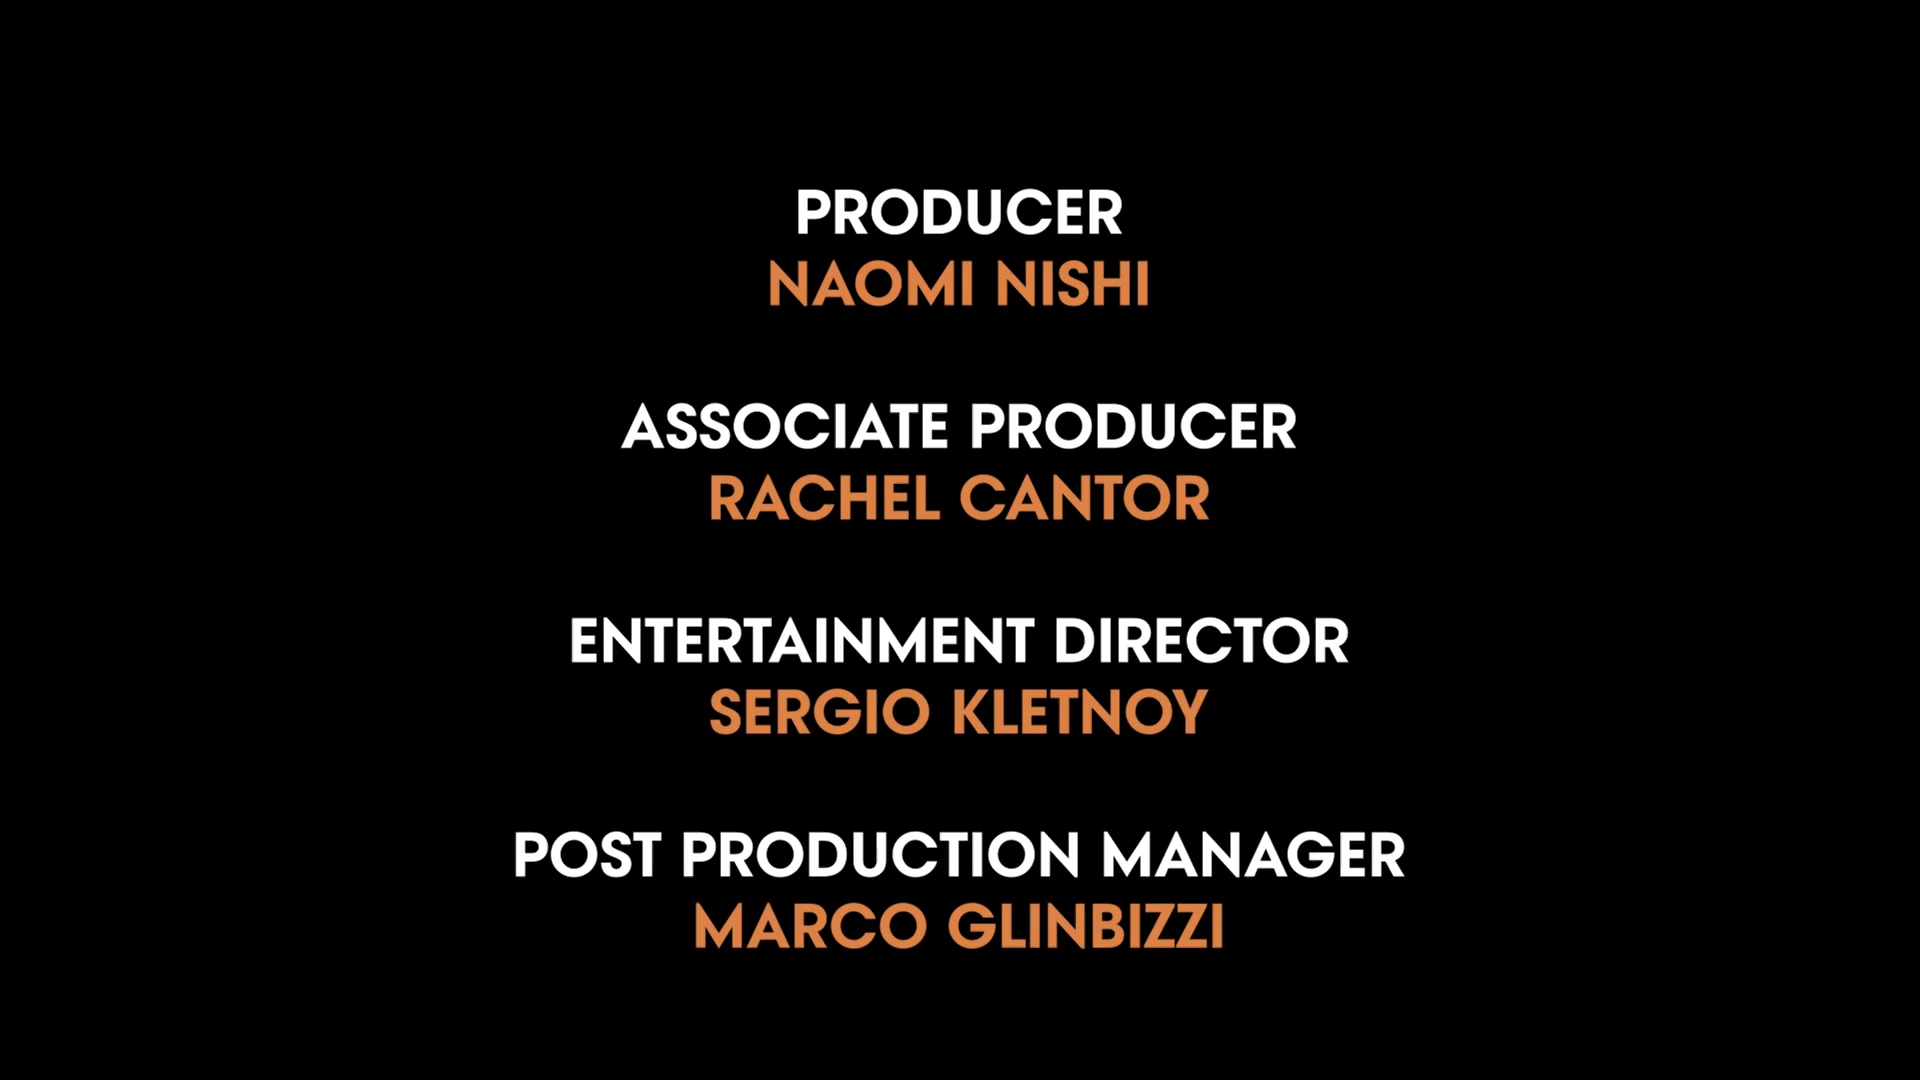 PRODUCER
NAOMI NISHI
ASSOCIATE PRODUCER
RACHEL CANTOR
ENTERTAINMENT DIRECTOR
SERGIO KLETNOY
POST PRODUCTION MANAGER
MARCO GLINBIZZI